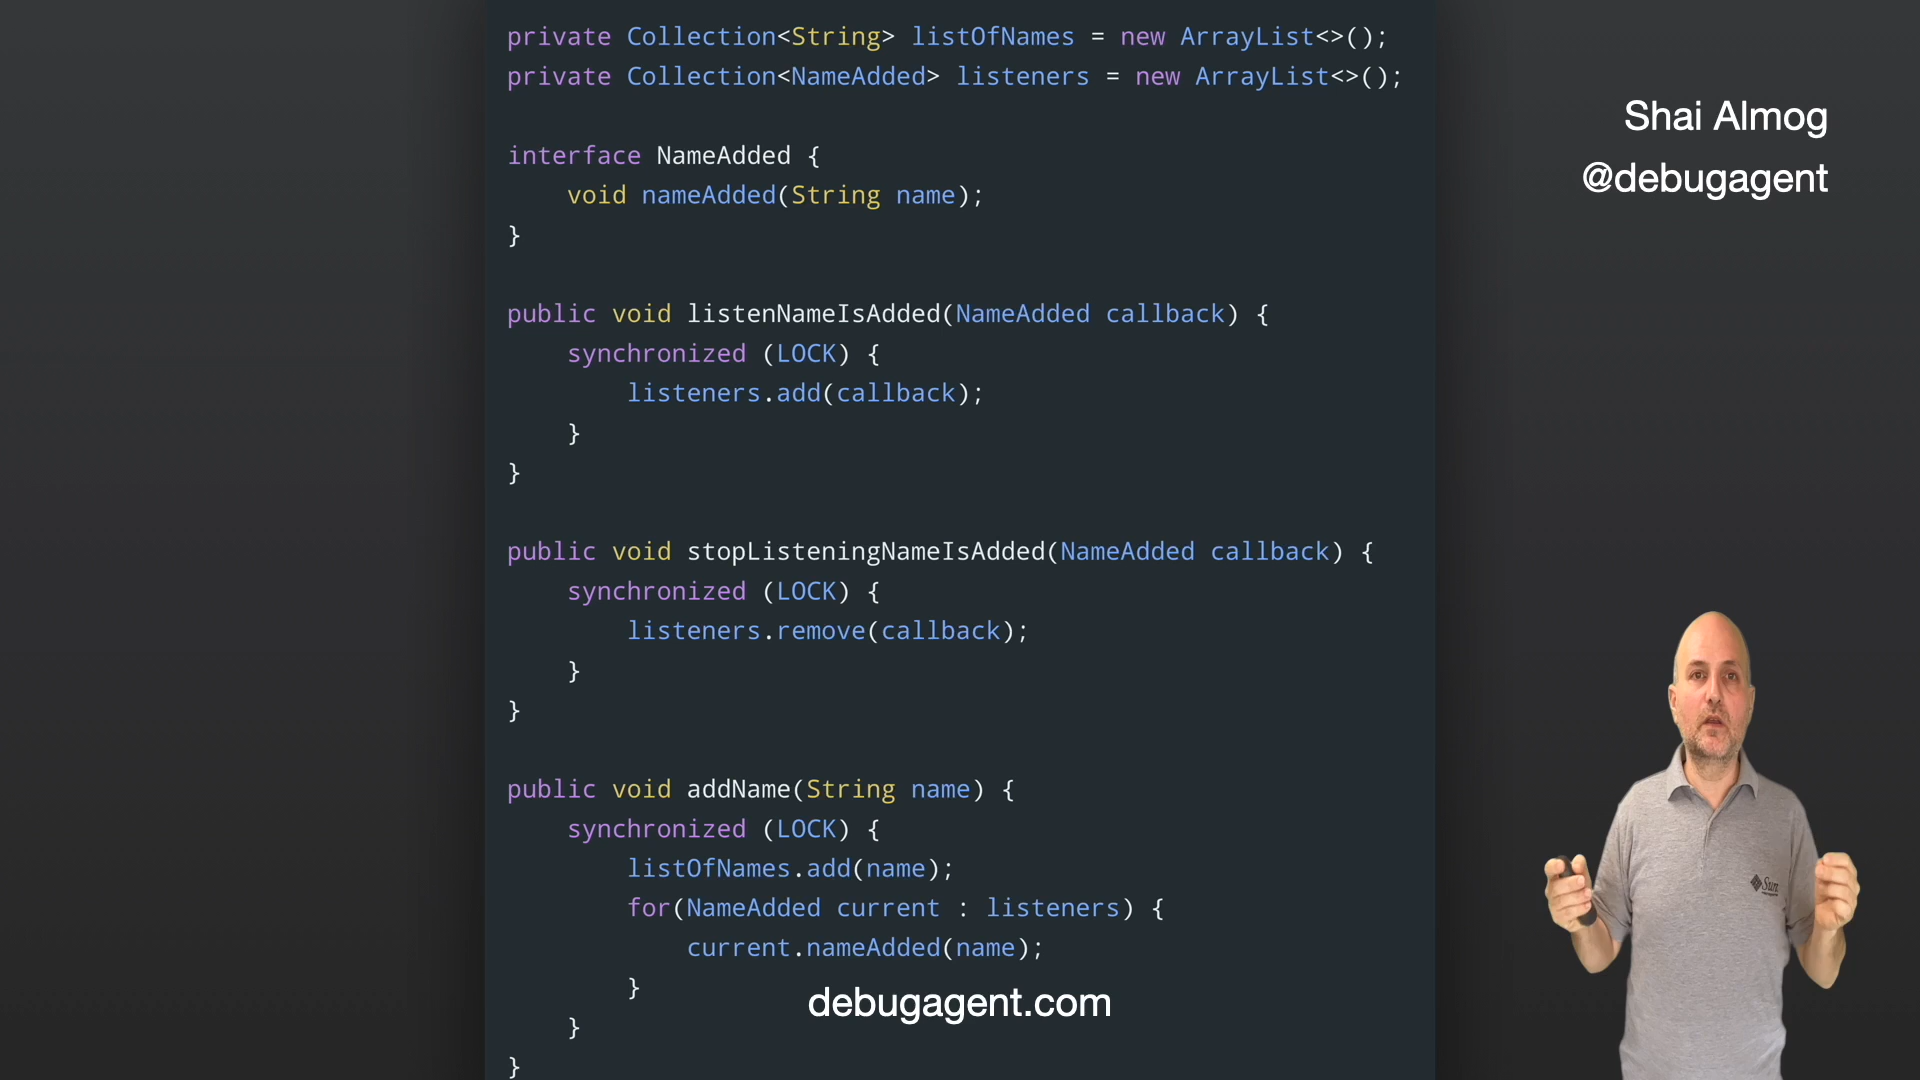 private Collection<String> listOfNames = new ArrayList<>();
private Collection<NameAdded> listeners = new ArrayList<>();
interface NameAdded {
    void nameAdded(String name);
}
public void listenNameIsAdded(NameAdded callback) {
    synchronized (LOCK) {
        listeners.add(callback);
    }
}
public void stopListeningNameIsAdded(NameAdded callback) {
    synchronized (LOCK) {
        listeners.remove(callback);
    }
}
public void addName(String name) {
    synchronized (LOCK) {
        listOfNames.add(name);
        for(NameAdded current : listeners) {
            current.nameAdded(name);
        }
    }
}
Shai Almog
@debugagent
Sun
debugagent.com